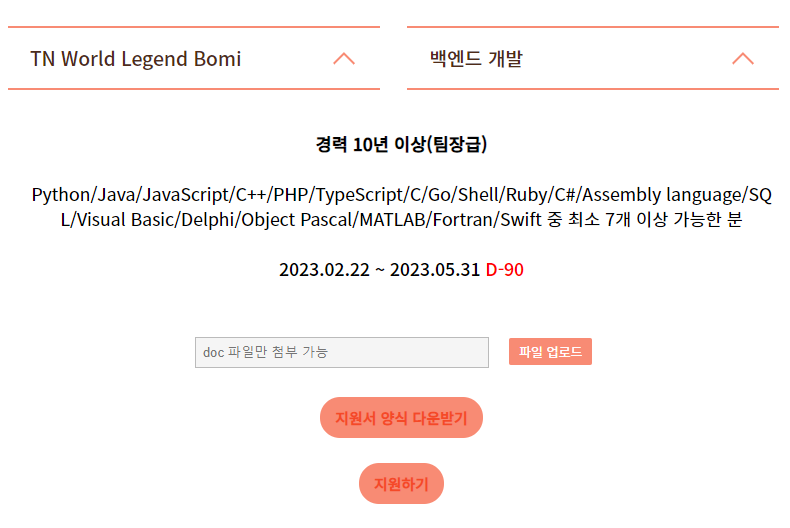 TN World Legend Bomi
백엔드 개발
경력 10년 이상(팀장급)
Python/Java/JavaScript/C++/PHP/TypeScript/C/Go/Shell/Ruby/C#/Assembly language/SQ
L/Visual Basic/Delphi/Object Pascal/MATLAB/Fortran/Swift 중 최소 7개 이상 가능한 분
2023.02.22 ~ 2023.05.31 D-90
doc 파일만 첨부 가능
파일 업로드
지원서 양식 다운받기
지원하기